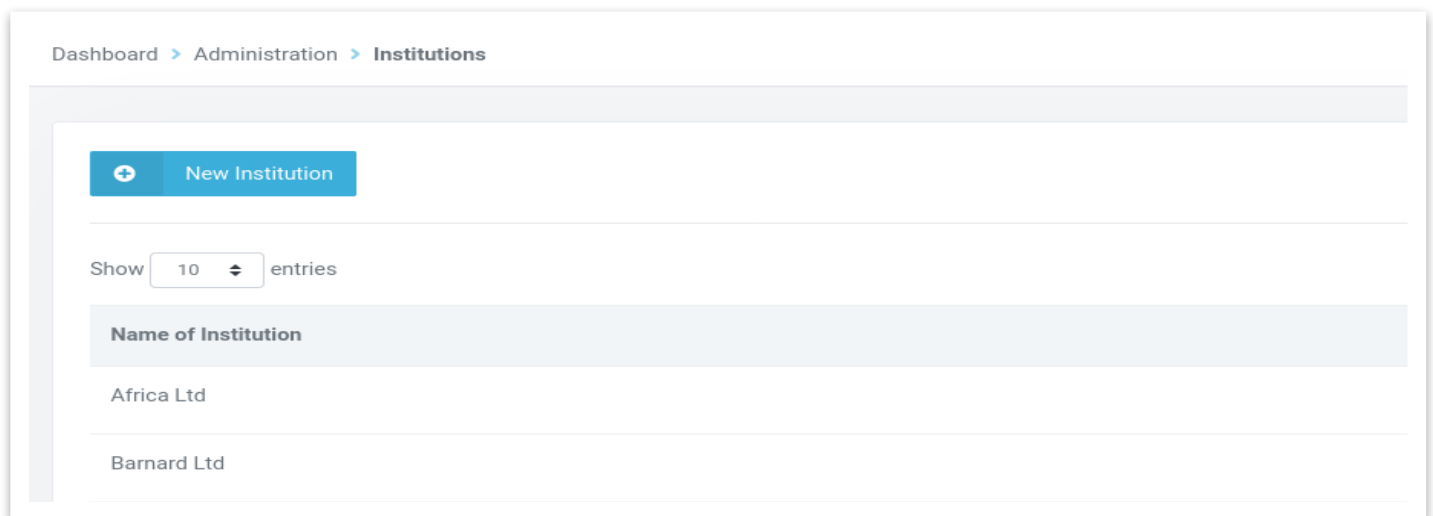 Dashboard > Administration > Institutions
New Institution
Show 10 entries
Name of Institution
Africa Ltd
Barnard Ltd